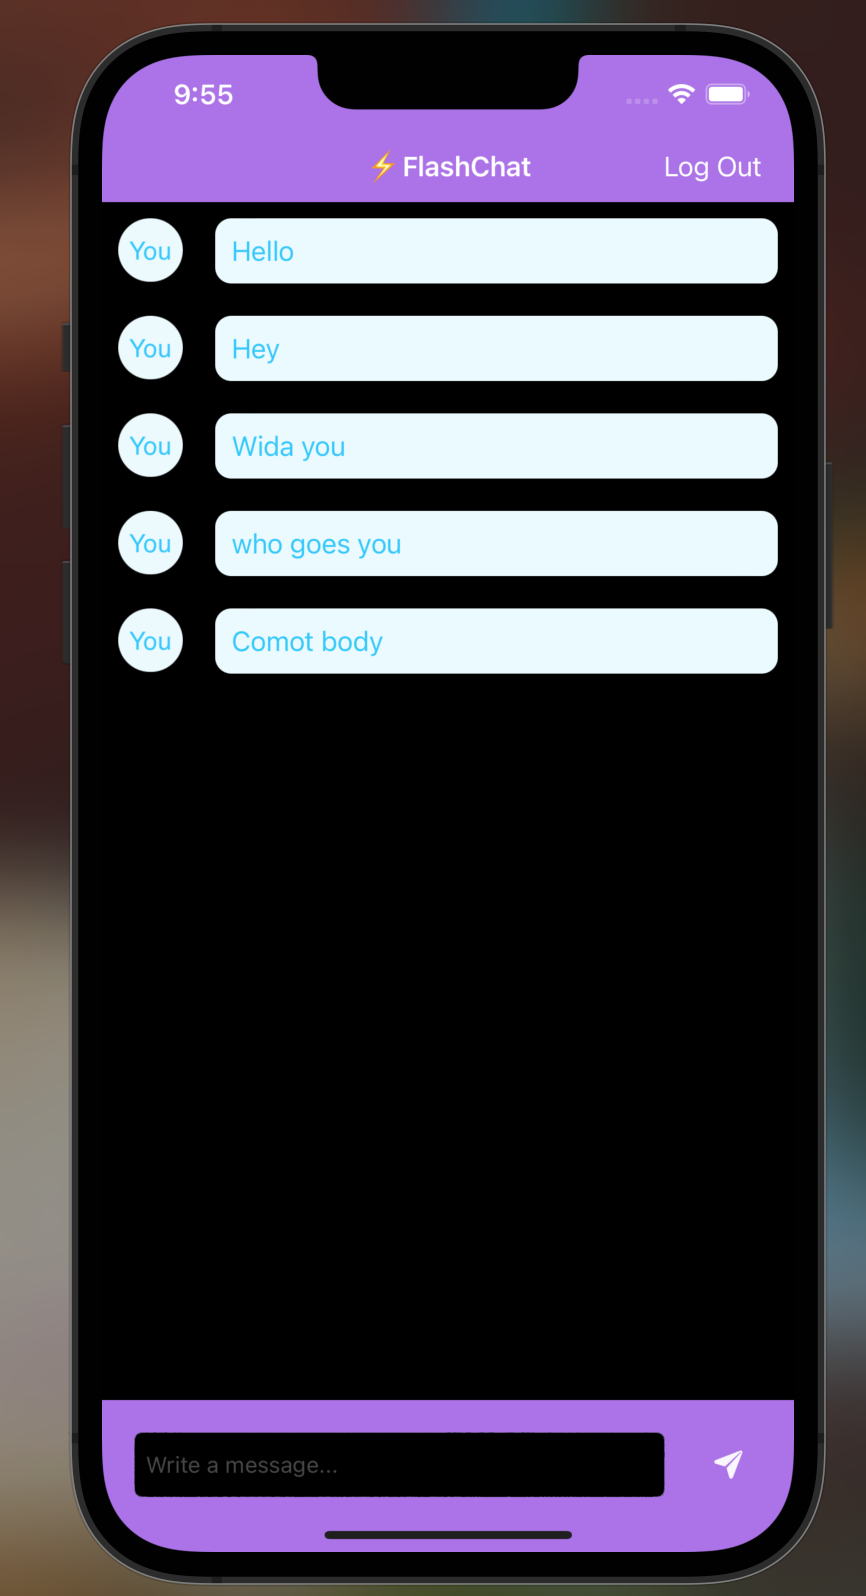 9:55
⚡️FlashChat
Log Out
You
Hello
You
Hey
You
Wida you
You
who goes you
You
Comot body
Write a message...